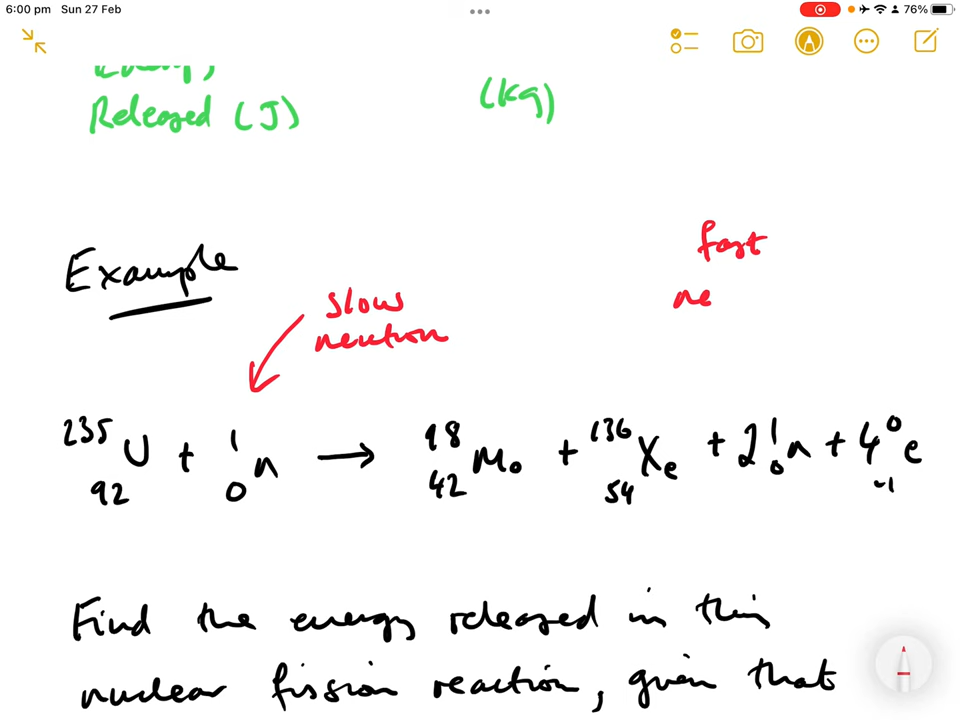 6:00 pm Sun 27 Feb
76%
Released (J)
(kg)
Example
slow
neutron
fast
ne
²³⁵₉₂U + ¹₀n → ⁹⁸₄₂Mo + ¹³⁶₅₄Xe + 2¹₀n + 4⁰₋₁e
Find the energy released in this
nuclear fission reaction, given that